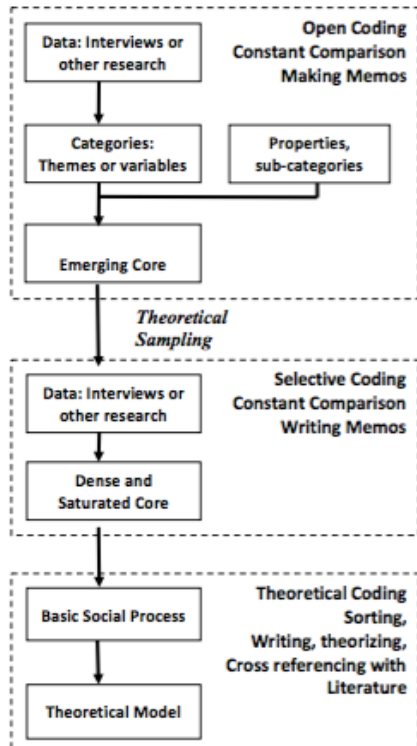 Open Coding
Constant Comparison
Making Memos
Data: Interviews or
other research
Categories:
Themes or variables
Properties,
sub-categories
Emerging Core
Theoretical
Sampling
Selective Coding
Constant Comparison
Writing Memos
Data: Interviews or
other research
Dense and
Saturated Core
Theoretical Coding
Sorting,
Writing, theorizing,
Cross referencing with
Literature
Basic Social Process
Theoretical Model